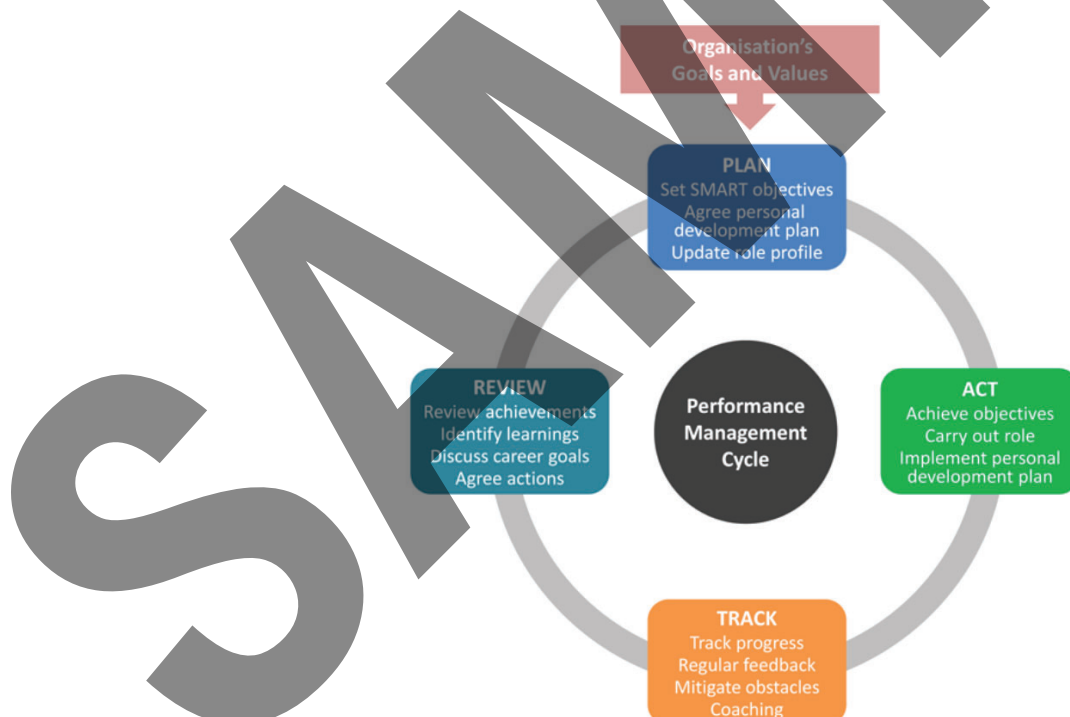 Organisation's
Goals and Values
PLAN
Set SMART objectives
Agree personal
development plan
Update role profile
REVIEW
Review achievements
Identify learnings
Discuss career goals
Agree actions
Performance
Management
Cycle
ACT
Achieve objectives
Carry out role
Implement personal
development plan
TRACK
Track progress
Regular feedback
Mitigate obstacles
Coaching
SAM